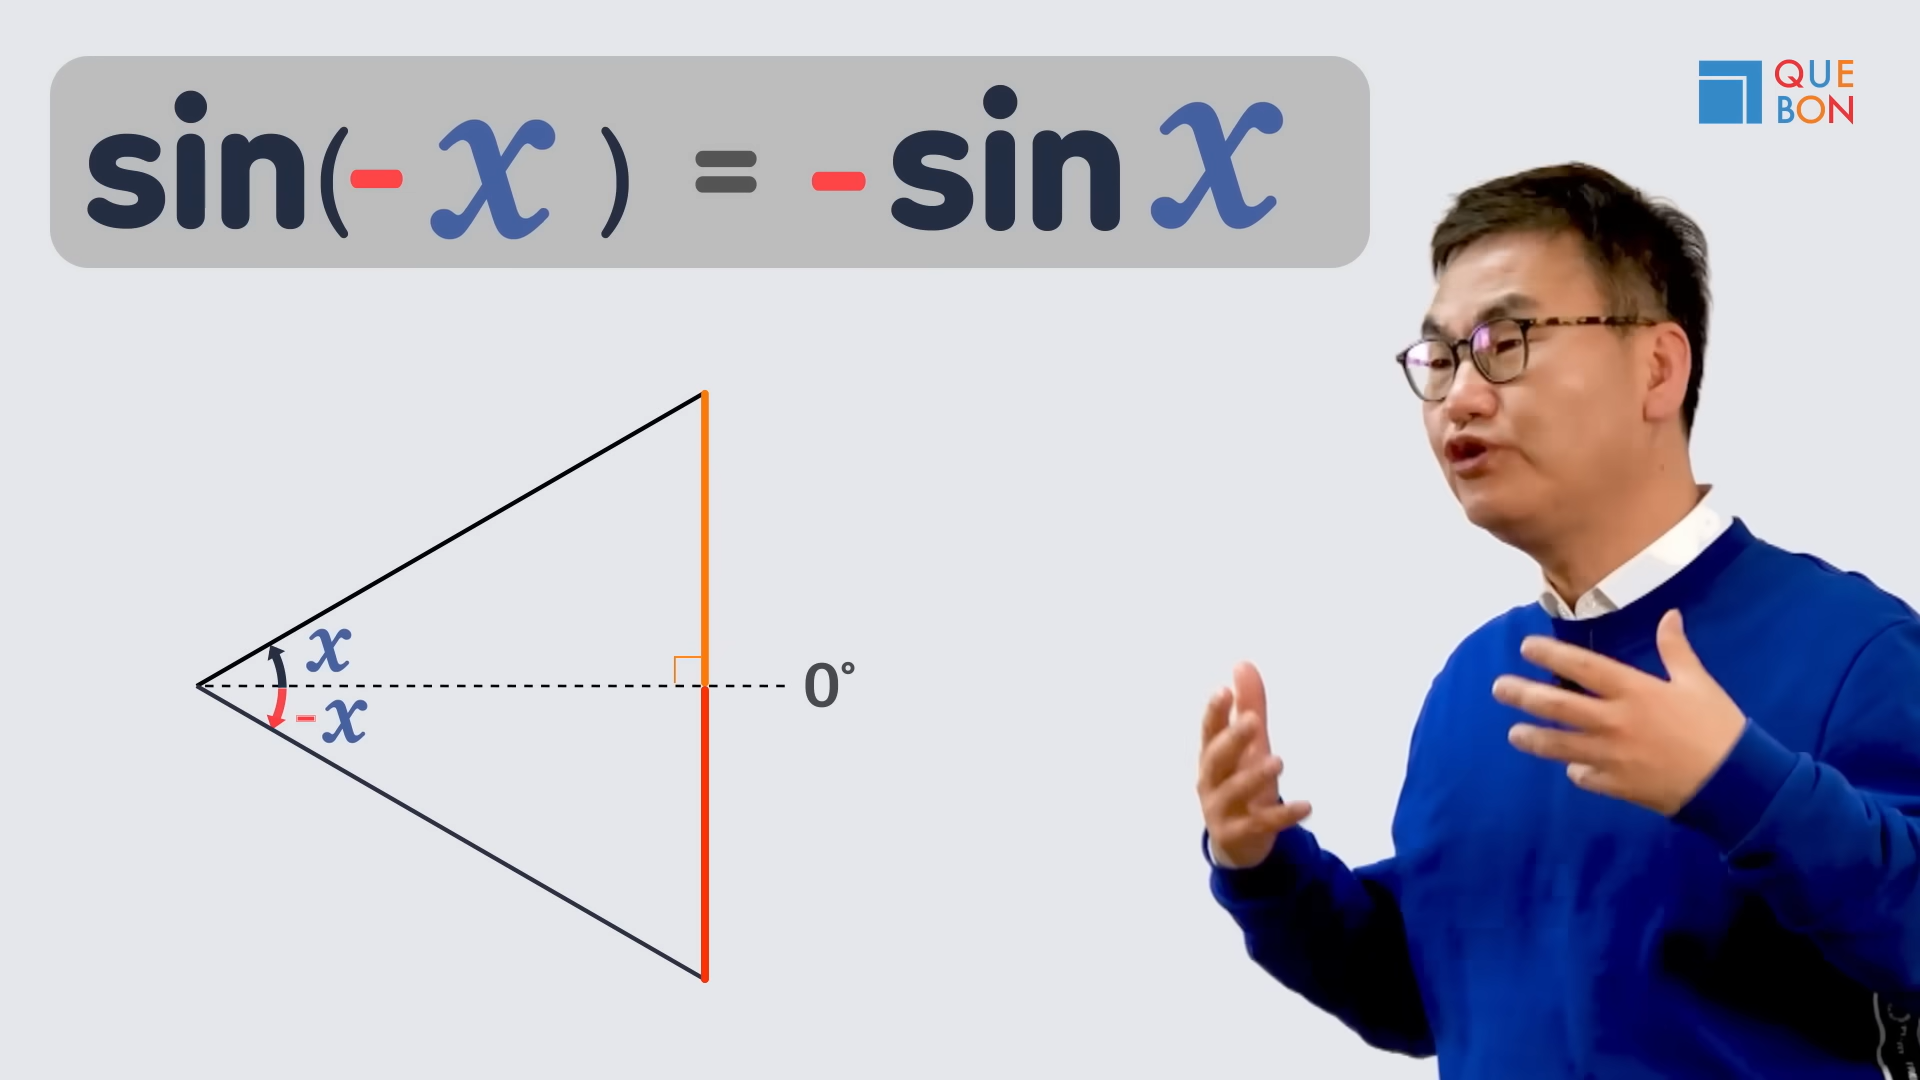 sin(-x) = -sin x
QUE
BON
x
-x
0°